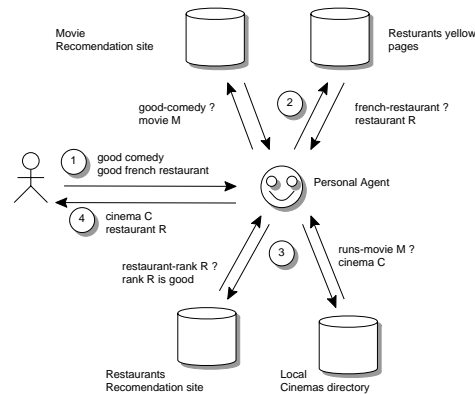 Movie
Recomendation site
Resturants yellow
pages
good-comedy ?
movie M
2
french-restaurant ?
restaurant R
1
good comedy
good french restaurant
Personal Agent
4
cinema C
restaurant R
3
restaurant-rank R ?
rank R is good
runs-movie M ?
cinema C
Restaurants
Recomendation site
Local
Cinemas directory